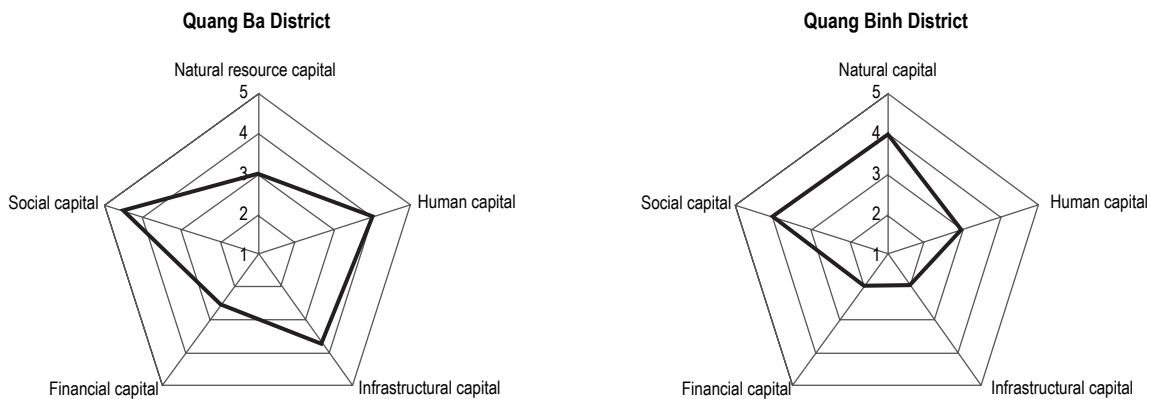 Quang Ba District
Natural resource capital
5
4
3
2
1
Social capital
Human capital
Financial capital
Infrastructural capital
Quang Binh District
Natural capital
5
4
3
2
1
Social capital
Human capital
Financial capital
Infrastructural capital